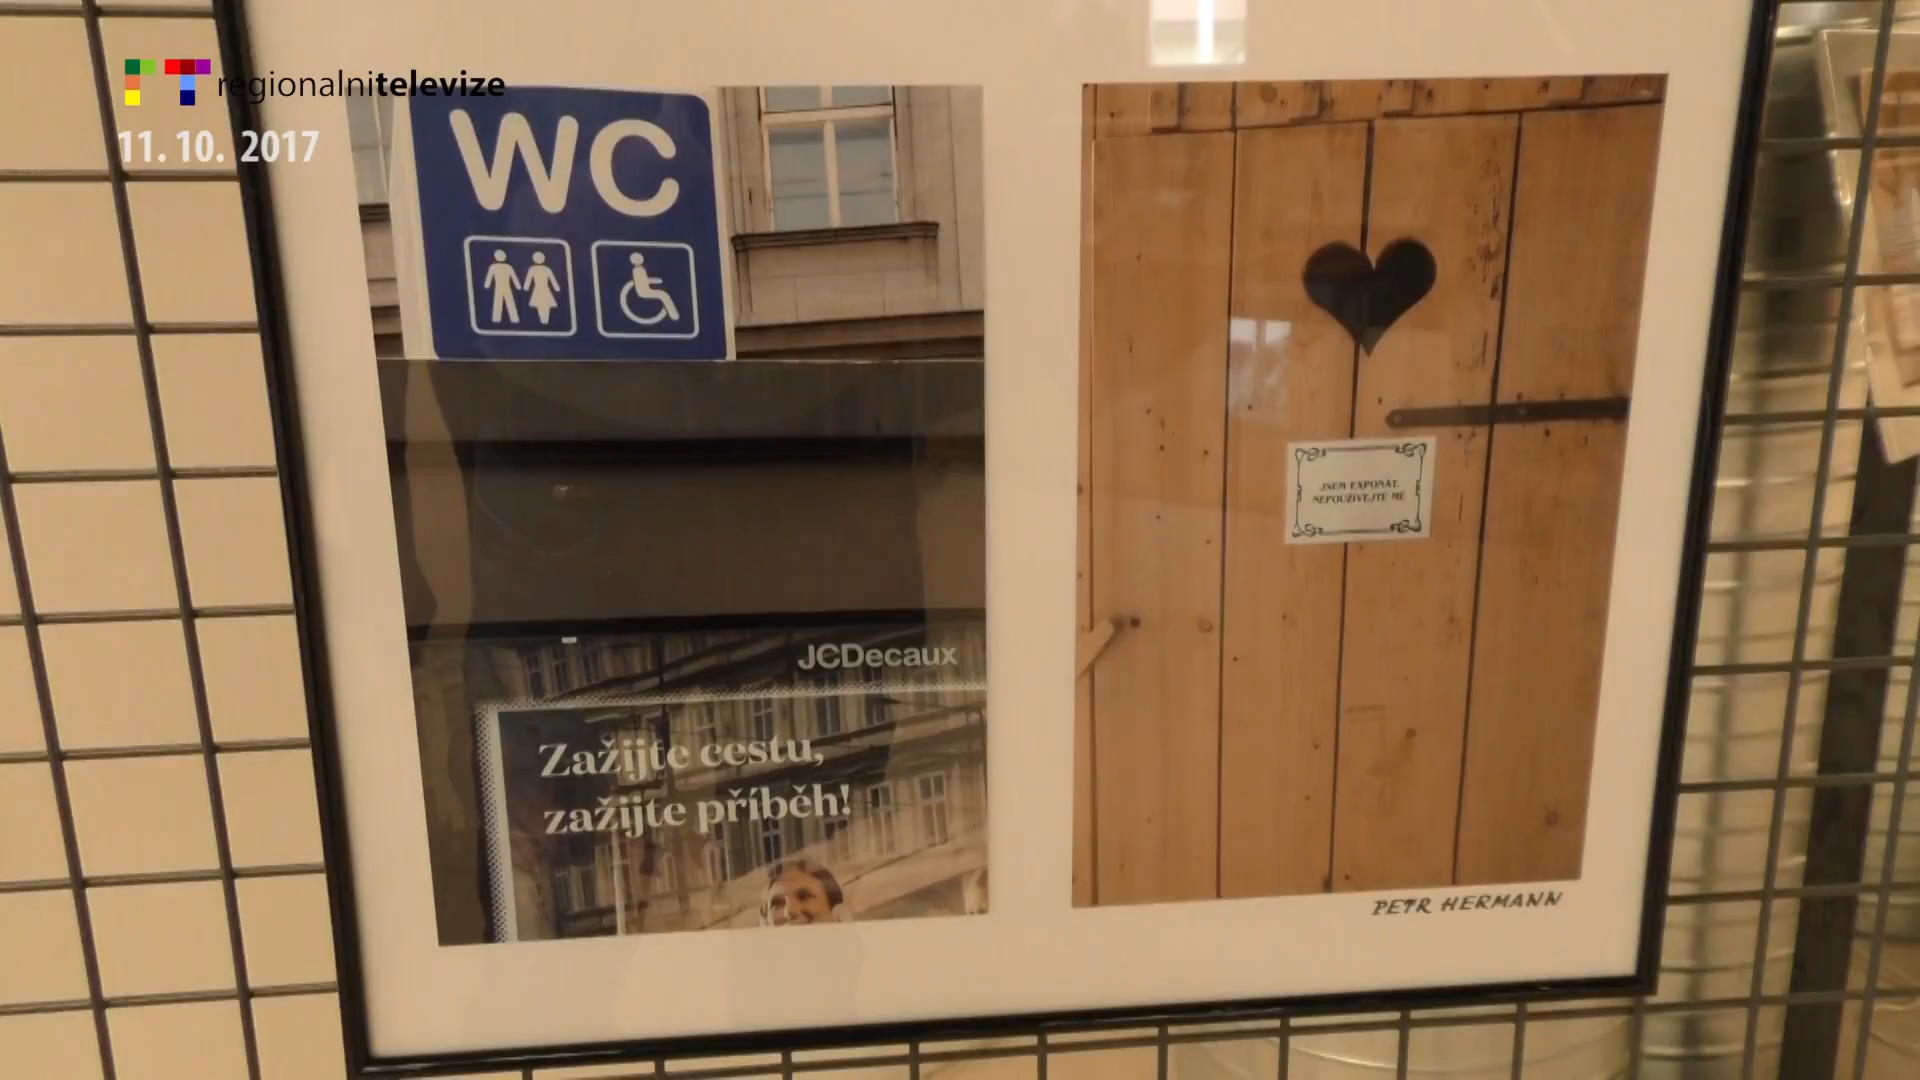 regionalnitelevize
11. 10. 2017
WC
JCDecaux
Zažijte cestu,
zažijte příběh!
JSEM EXPONÁT,
NEPOUŽÍVEJTE MĚ
PETR HERMANN